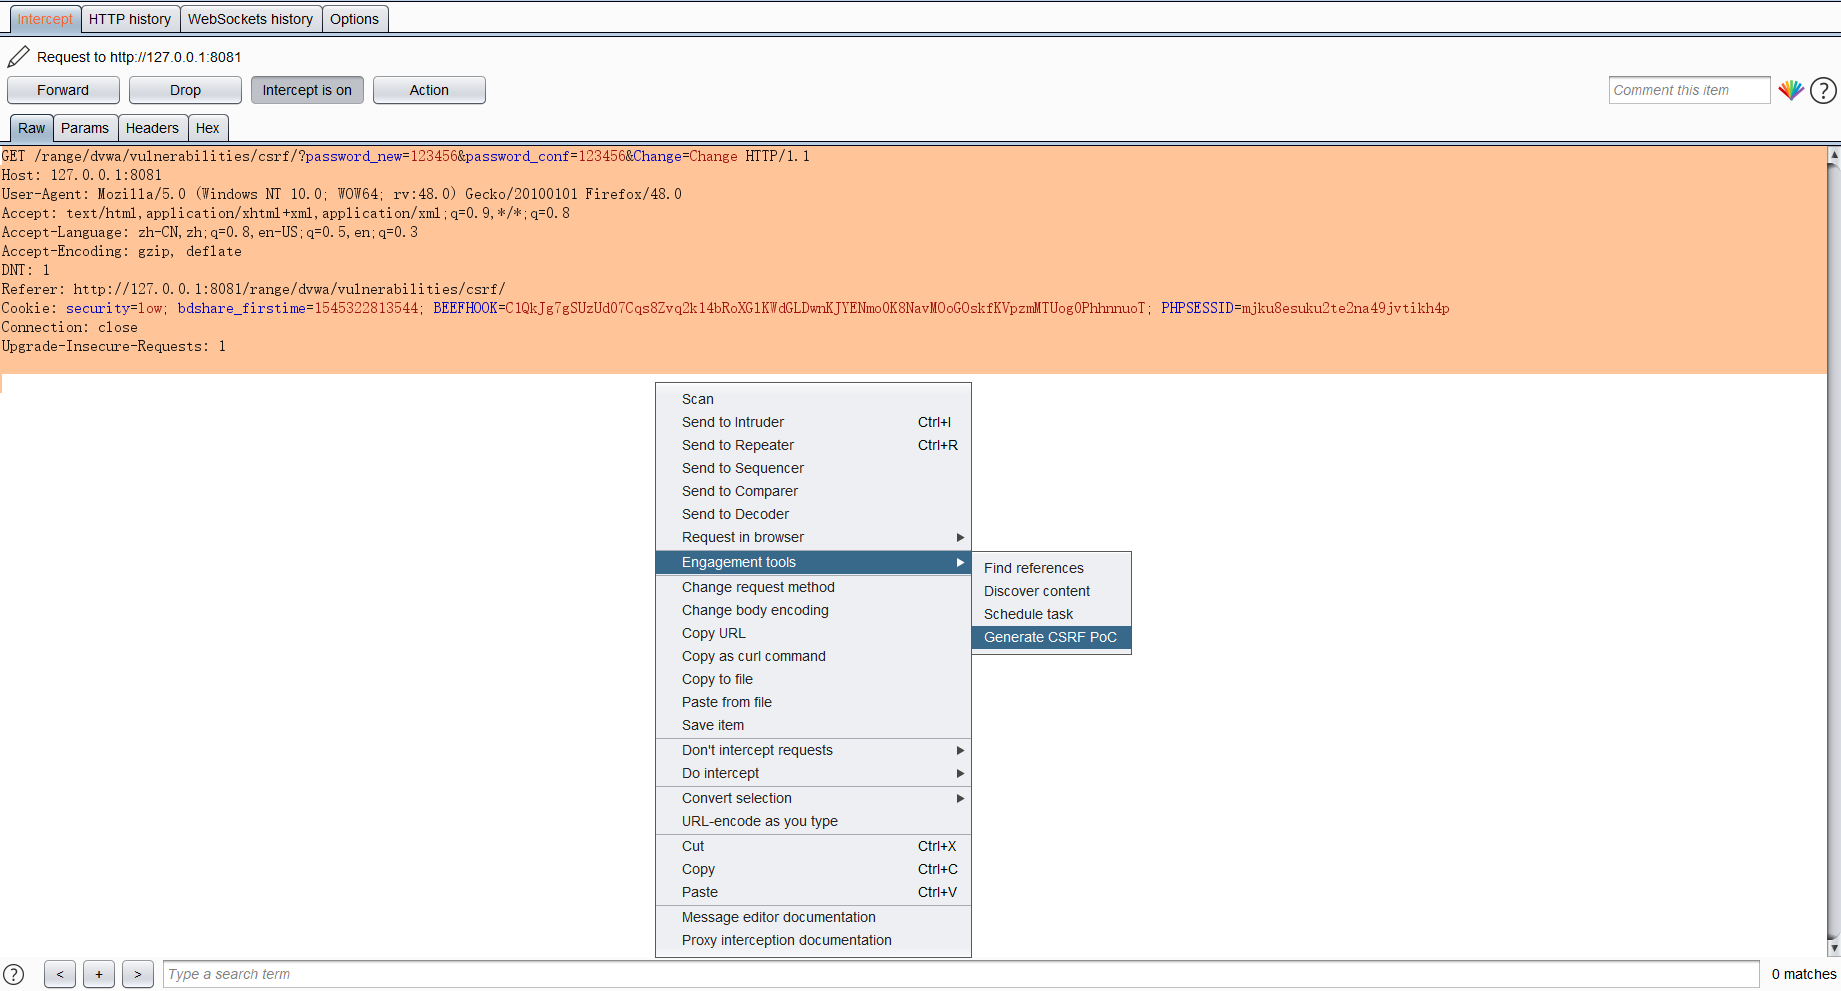 Intercept HTTP history WebSockets history Options
Request to http://127.0.0.1:8081
Forward Drop Intercept is on Action Comment this item ?
Raw Params Headers Hex
GET /range/dvwa/vulnerabilities/csrf/?password_new=123456&password_conf=123456&Change=Change HTTP/1.1
Host: 127.0.0.1:8081
User-Agent: Mozilla/5.0 (Windows NT 10.0; WOW64; rv:48.0) Gecko/20100101 Firefox/48.0
Accept: text/html,application/xhtml+xml,application/xml;q=0.9,*/*;q=0.8
Accept-Language: zh-CN,zh;q=0.8,en-US;q=0.5,en;q=0.3
Accept-Encoding: gzip, deflate
DNT: 1
Referer: http://127.0.0.1:8081/range/dvwa/vulnerabilities/csrf/
Cookie: security=low; bdshare_firstime=1545322813544; BEEFHOOK=ClQkJg7gSUzUd07Cqs8Zvq2k14bRoXGlKWdGLDwnKJYENmo0K8NavMOoGOskfKVpzmMTUog0PhhnnuoT; PHPSESSID=mjku8esuku2te2na49jvtikh4p
Connection: close
Upgrade-Insecure-Requests: 1
Scan
Send to Intruder Ctrl+I
Send to Repeater Ctrl+R
Send to Sequencer
Send to Comparer
Send to Decoder
Request in browser
Engagement tools
Find references
Discover content
Schedule task
Generate CSRF PoC
Change request method
Change body encoding
Copy URL
Copy as curl command
Copy to file
Paste from file
Save item
Don't intercept requests
Do intercept
Convert selection
URL-encode as you type
Cut Ctrl+X
Copy Ctrl+C
Paste Ctrl+V
Message editor documentation
Proxy interception documentation
? < + > Type a search term 0 matches